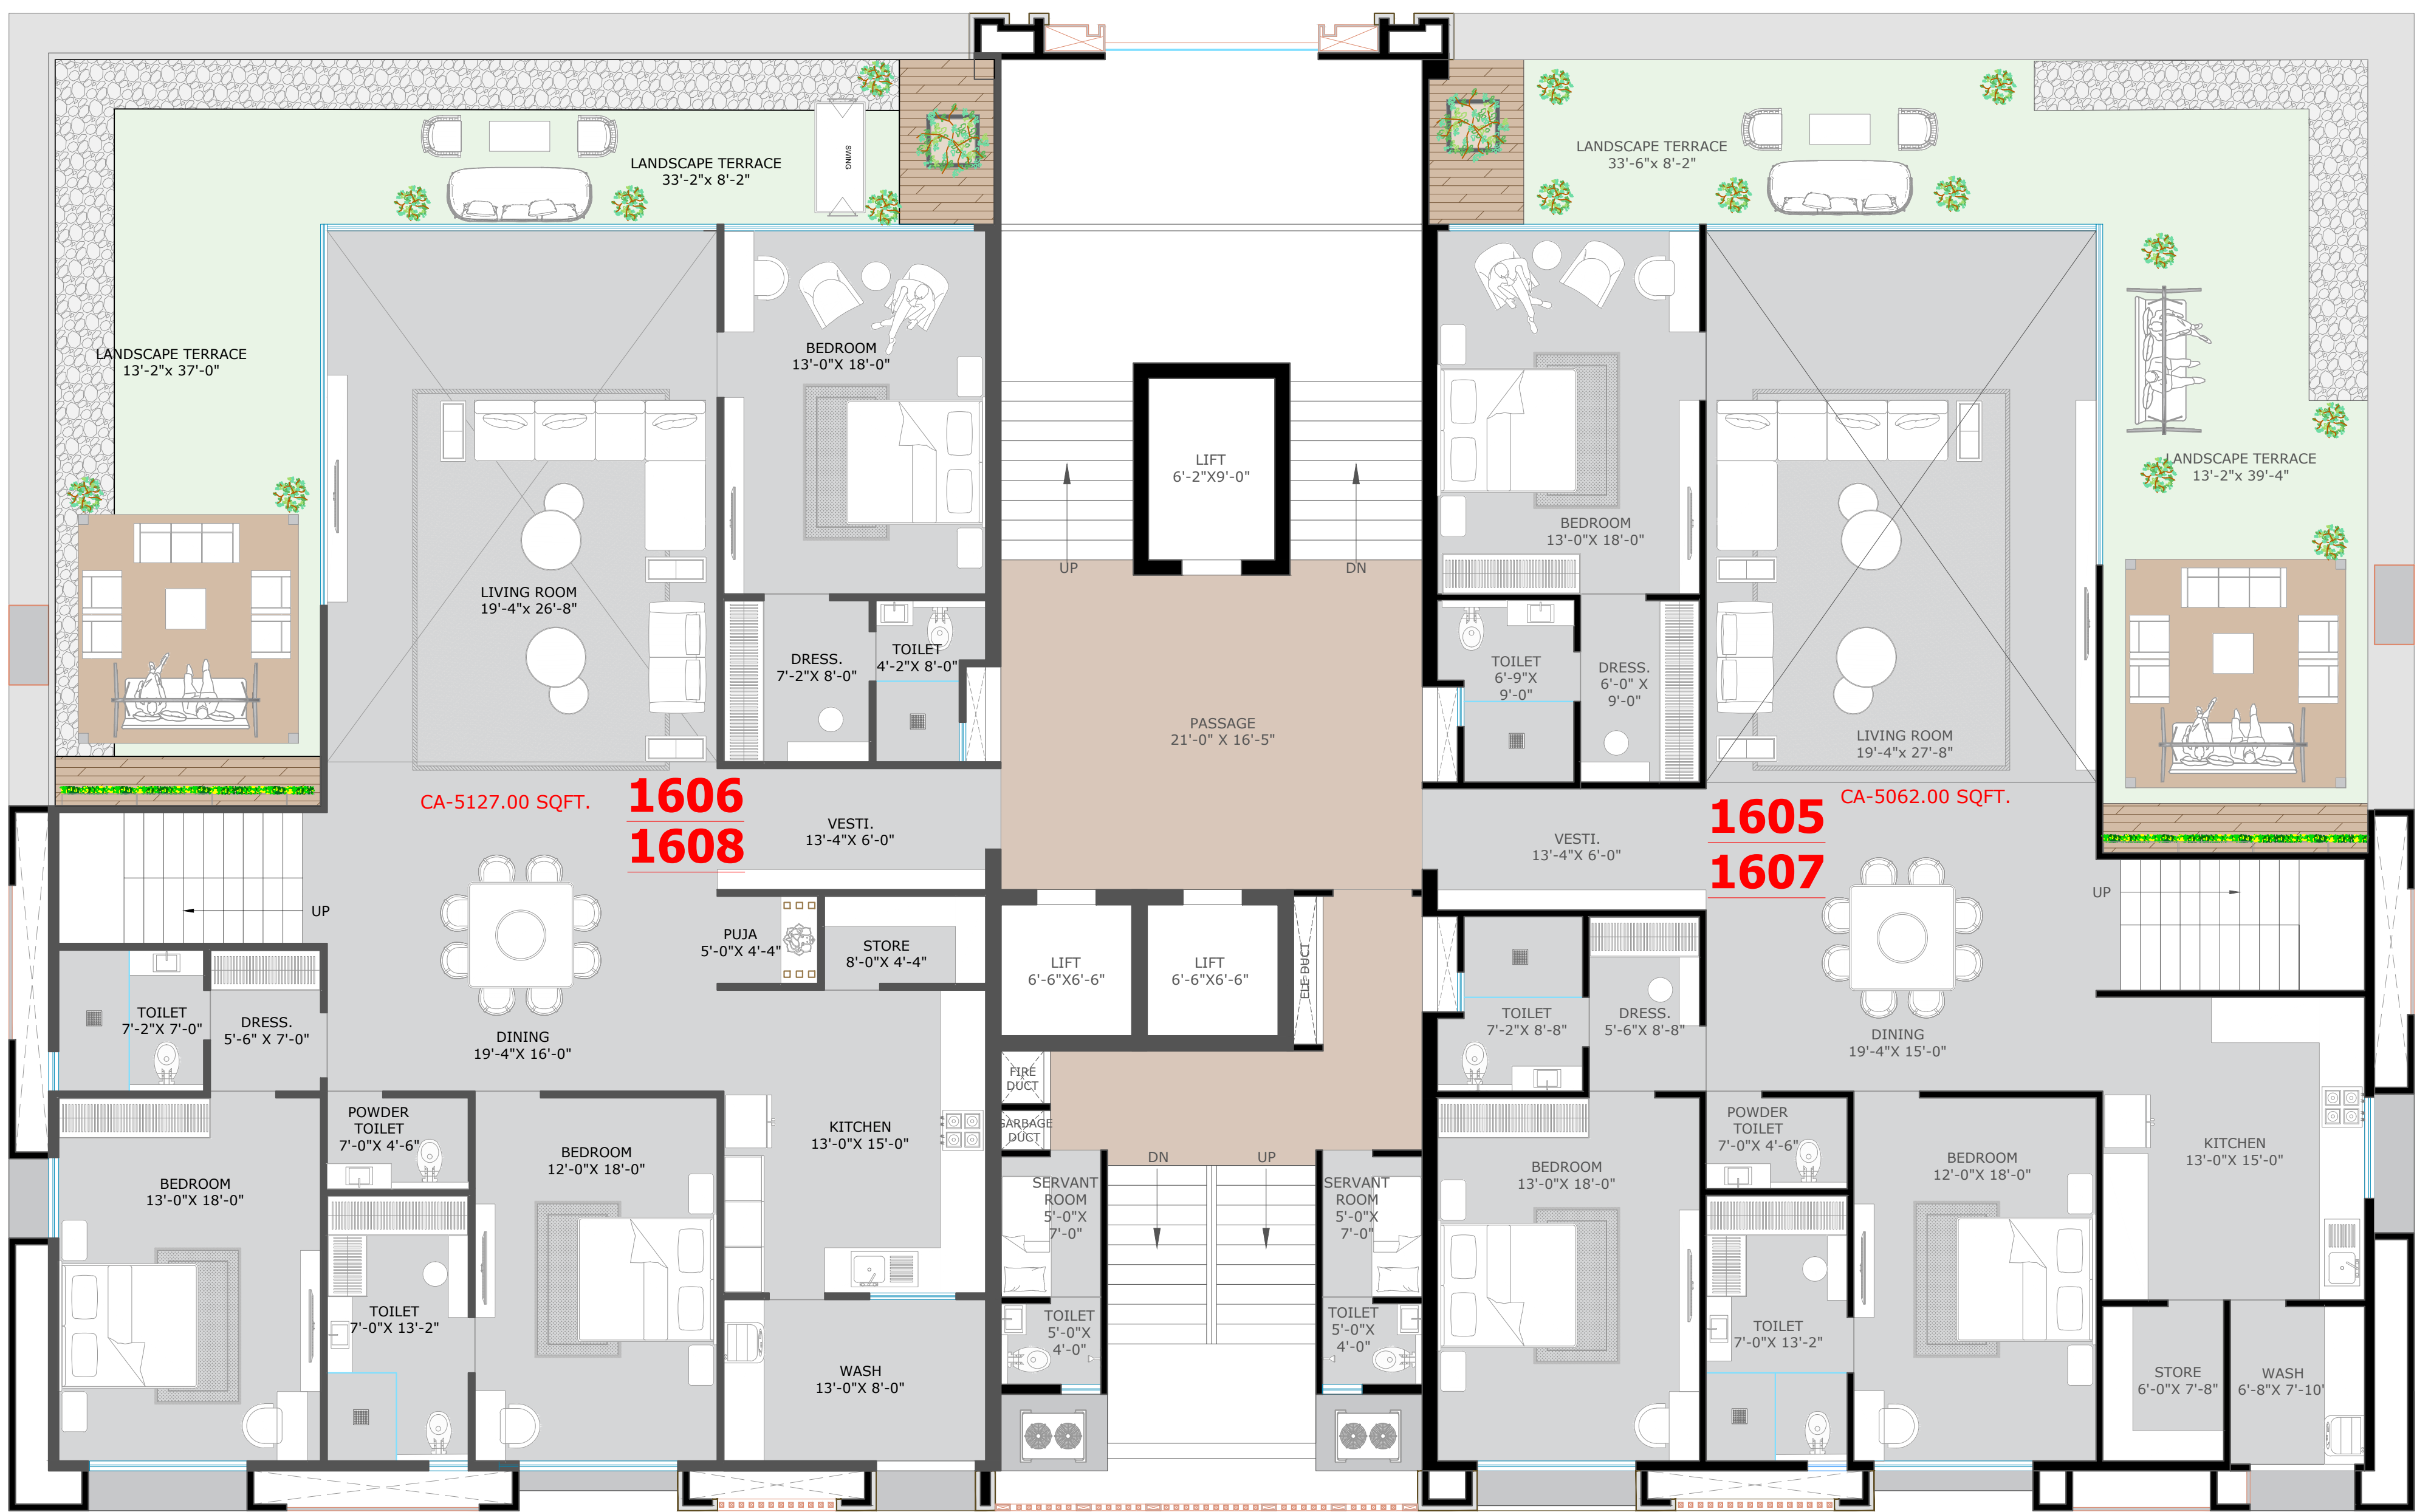 LANDSCAPE TERRACE
33'-2"x 8'-2"
SWING
LANDSCAPE TERRACE
13'-2"x 37'-0"
BEDROOM
13'-0"X 18'-0"
LIVING ROOM
19'-4"x 26'-8"
DRESS.
7'-2"X 8'-0"
TOILET
4'-2"X 8'-0"
CA-5127.00 SQFT.
1606
1608
VESTI.
13'-4"X 6'-0"
UP
PUJA
5'-0"X 4'-4"
STORE
8'-0"X 4'-4"
TOILET
7'-2"X 7'-0"
DRESS.
5'-6" X 7'-0"
DINING
19'-4"X 16'-0"
POWDER
TOILET
7'-0"X 4'-6"
BEDROOM
13'-0"X 18'-0"
BEDROOM
12'-0"X 18'-0"
KITCHEN
13'-0"X 15'-0"
TOILET
7'-0"X 13'-2"
WASH
13'-0"X 8'-0"
LIFT
6'-2"X9'-0"
UP
DN
PASSAGE
21'-0" X 16'-5"
LIFT
6'-6"X6'-6"
LIFT
6'-6"X6'-6"
ELE DUCT
FIRE
DUCT
GARBAGE
DUCT
DN
UP
SERVANT
ROOM
5'-0"X
7'-0"
SERVANT
ROOM
5'-0"X
7'-0"
TOILET
5'-0"X
4'-0"
TOILET
5'-0"X
4'-0"
LANDSCAPE TERRACE
33'-6"x 8'-2"
LANDSCAPE TERRACE
13'-2"x 39'-4"
BEDROOM
13'-0"X 18'-0"
TOILET
6'-9"X
9'-0"
DRESS.
6'-0" X
9'-0"
LIVING ROOM
19'-4"x 27'-8"
CA-5062.00 SQFT.
1605
1607
VESTI.
13'-4"X 6'-0"
UP
TOILET
7'-2"X 8'-8"
DRESS.
5'-6"X 8'-8"
DINING
19'-4"X 15'-0"
POWDER
TOILET
7'-0"X 4'-6"
BEDROOM
13'-0"X 18'-0"
BEDROOM
12'-0"X 18'-0"
KITCHEN
13'-0"X 15'-0"
TOILET
7'-0"X 13'-2"
STORE
6'-0"X 7'-8"
WASH
6'-8"X 7'-10'